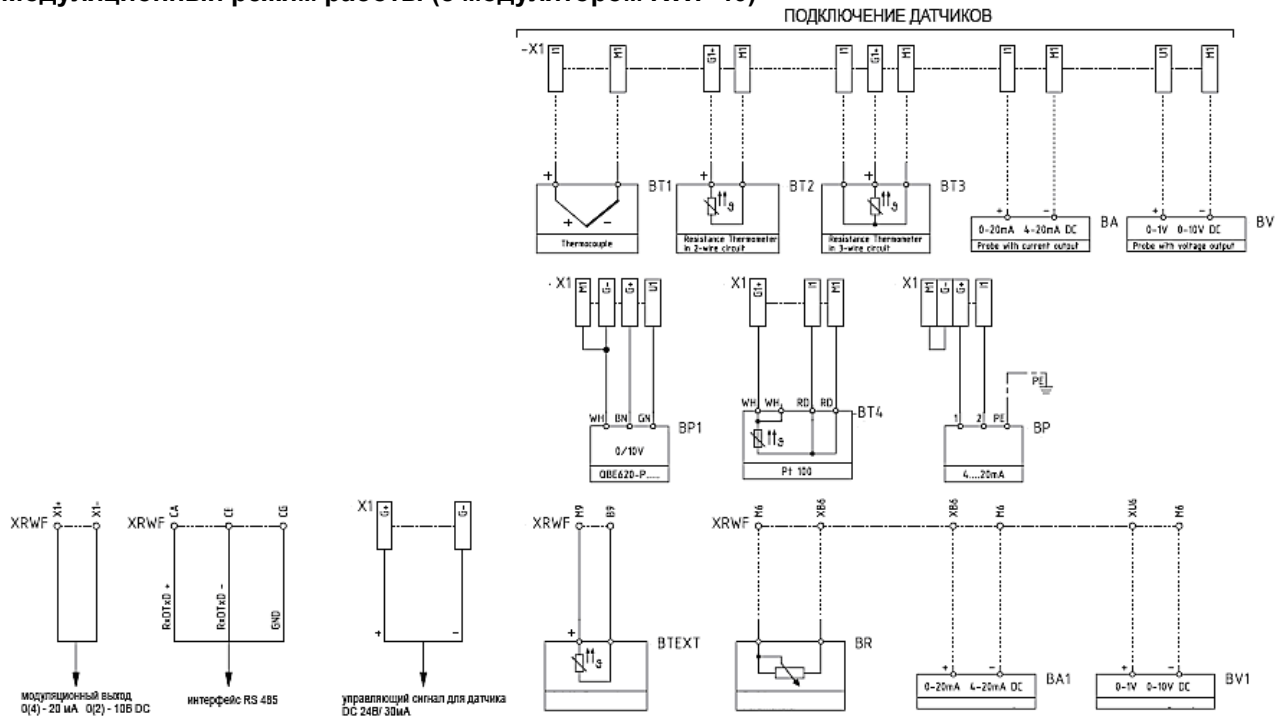 модуляционный режим работы (с модулятором RWF 40)
ПОДКЛЮЧЕНИЕ ДАТЧИКОВ
-X1 I1 M1 G1+ M1 I1 G1+ M1 I1 M1 U1 M1
+ + + + - + -
BT1 BT2 BT3 BA BV
+ -
0-20mA 4-20mA DC
0-1V 0-10V DC
Thermocouple
Resistance Thermometer
in 2-wire circuit
Resistance Thermometer
in 3-wire circuit
Probe with current output
Probe with voltage output
X1 M1 G- G+ U1
X1 G1+ I1 M1
X1 M1 G- G+ I1
PE
WH BN GN
BP1
WH WH RD RD
BT4
1 2 PE
BP
0/10V
QBE620-P.....
Pt 100
4....20mA
XRWF X1+ X1-
XRWF CA CE CG
X1 G+ G-
XRWF M9 B9
XRWF M6 XB6 XB6 M6 XU6 M6
RxDTxD +
RxDTxD -
GND
+ -
+
BTEXT
BR
+ -
BA1
+ -
BV1
0-20mA 4-20mA DC
0-1V 0-10V DC
модуляционный выход
0(4) - 20 мА 0(2) - 10В DC
интерфейс RS 485
управляющий сигнал для датчика
DC 24В/ 30мА